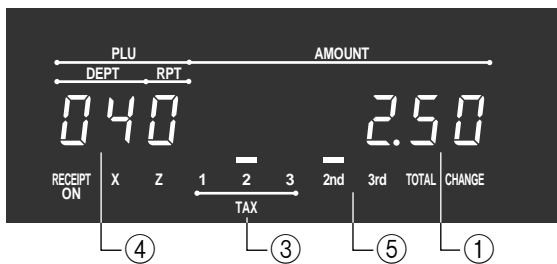 PLU AMOUNT
DEPT RPT
040 2.50
RECEIPT ON X Z 1 2 3 2nd 3rd TOTAL CHANGE
TAX
④ ③ ⑤ ①